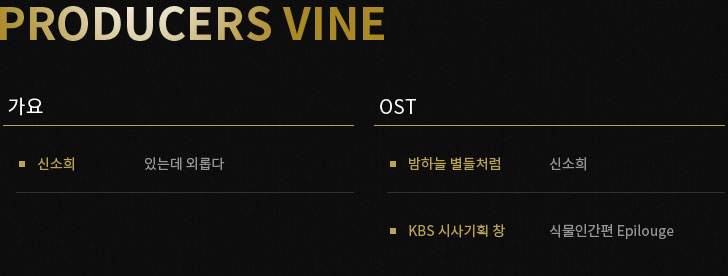 PRODUCERS VINE
가요
신소희 있는데 외롭다
OST
밤하늘 별들처럼 신소희
KBS 시사기획 창 식물인간편 Epilouge